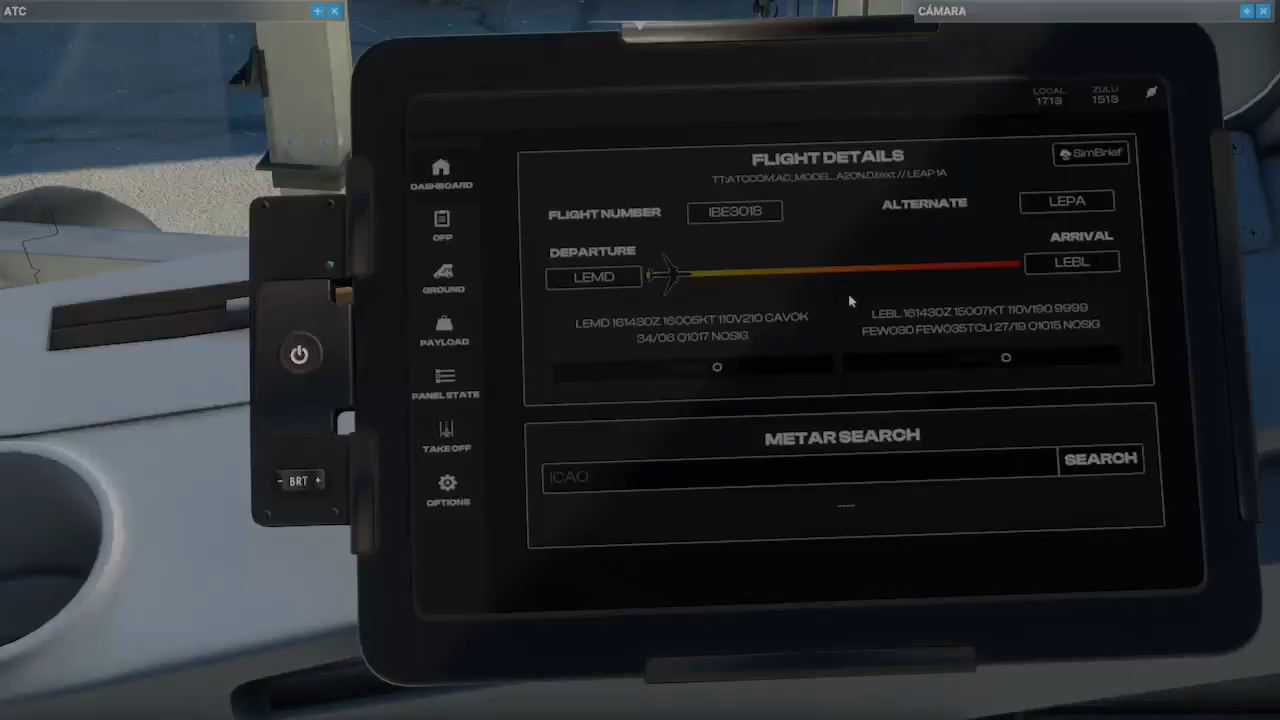 ATC
CÁMARA
LOCAL
1713
ZULU
1513
DASHBOARD
OFP
GROUND
PAYLOAD
PANEL STATE
TAKE OFF
OPTIONS
- BRT +
FLIGHT DETAILS
SimBrief
TT:ATCCOM.AC_MODEL_A20N.0.text // LEAP 1A
FLIGHT NUMBER
IBE3018
ALTERNATE
LEPA
DEPARTURE
LEMD
ARRIVAL
LEBL
LEMD 161430Z 16005KT 110V210 CAVOK
34/06 Q1017 NOSIG
LEBL 161430Z 15007KT 110V190 9999
FEW030 FEW035TCU 27/19 Q1015 NOSIG
METAR SEARCH
ICAO
SEARCH
----